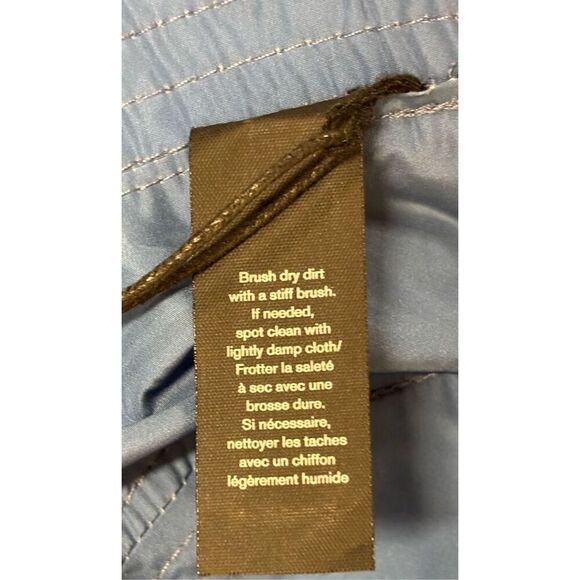 Brush dry dirt
with a stiff brush.
If needed,
spot clean with
lightly damp cloth/
Frotter la saleté
à sec avec une
brosse dure.
Si nécessaire,
nettoyer les taches
avec un chiffon
légèrement humide